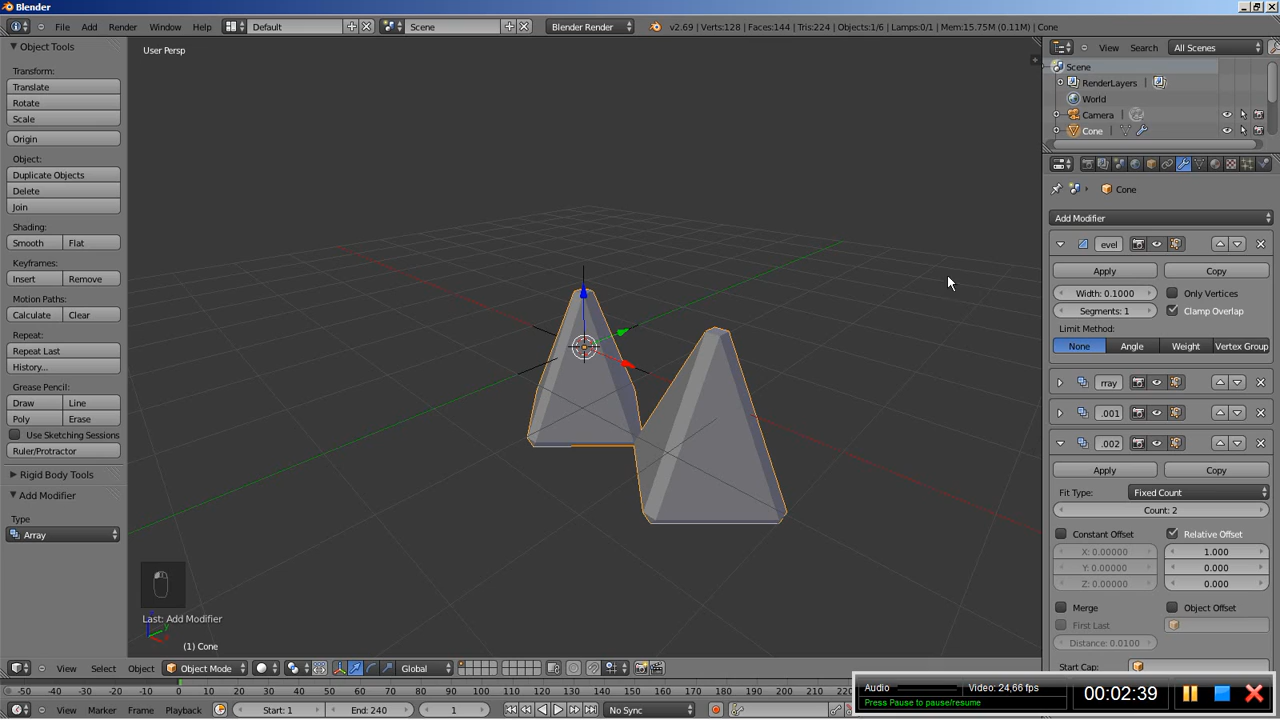 Blender
File Add Render Window Help Default Scene Blender Render v2.69 | Verts:128 | Faces:144 | Tris:224 | Objects:1/6 | Lamps:0/1 | Mem:15.75M (0.11M) | Cone
Object Tools
Transform:
Translate
Rotate
Scale
Origin
Object:
Duplicate Objects
Delete
Join
Shading:
Smooth Flat
Keyframes:
Insert Remove
Motion Paths:
Calculate Clear
Repeat:
Repeat Last
History...
Grease Pencil:
Draw Line
Poly Erase
Use Sketching Sessions
Ruler/Protractor
Rigid Body Tools
Add Modifier
Type
Array
User Persp
Last: Add Modifier
(1) Cone
View Search All Scenes
Scene
RenderLayers
World
Camera
Cone
Cone
Add Modifier
evel
Apply Copy
Width: 0.1000 Only Vertices
Segments: 1 Clamp Overlap
Limit Method:
None Angle Weight Vertex Group
rray
.001
.002
Apply Copy
Fit Type: Fixed Count
Count: 2
Constant Offset Relative Offset
X: 0.00000 1.000
Y: 0.00000 0.000
Z: 0.00000 0.000
Merge Object Offset
First Last
Distance: 0.0100
Start Cap:
View Select Object Object Mode Global
-50 -40 -30 -20 -10 0 10 20 30 40 50 60 70 80 90 100 110 120 130
View Marker Frame Playback Start: 1 End: 240 1 No Sync
Audio Video: 24,66 fps
Press Pause to pause/resume
00:02:39